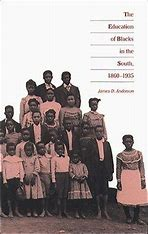 The
Education
of Blacks
in the
South,
1860–1935
James D. Anderson